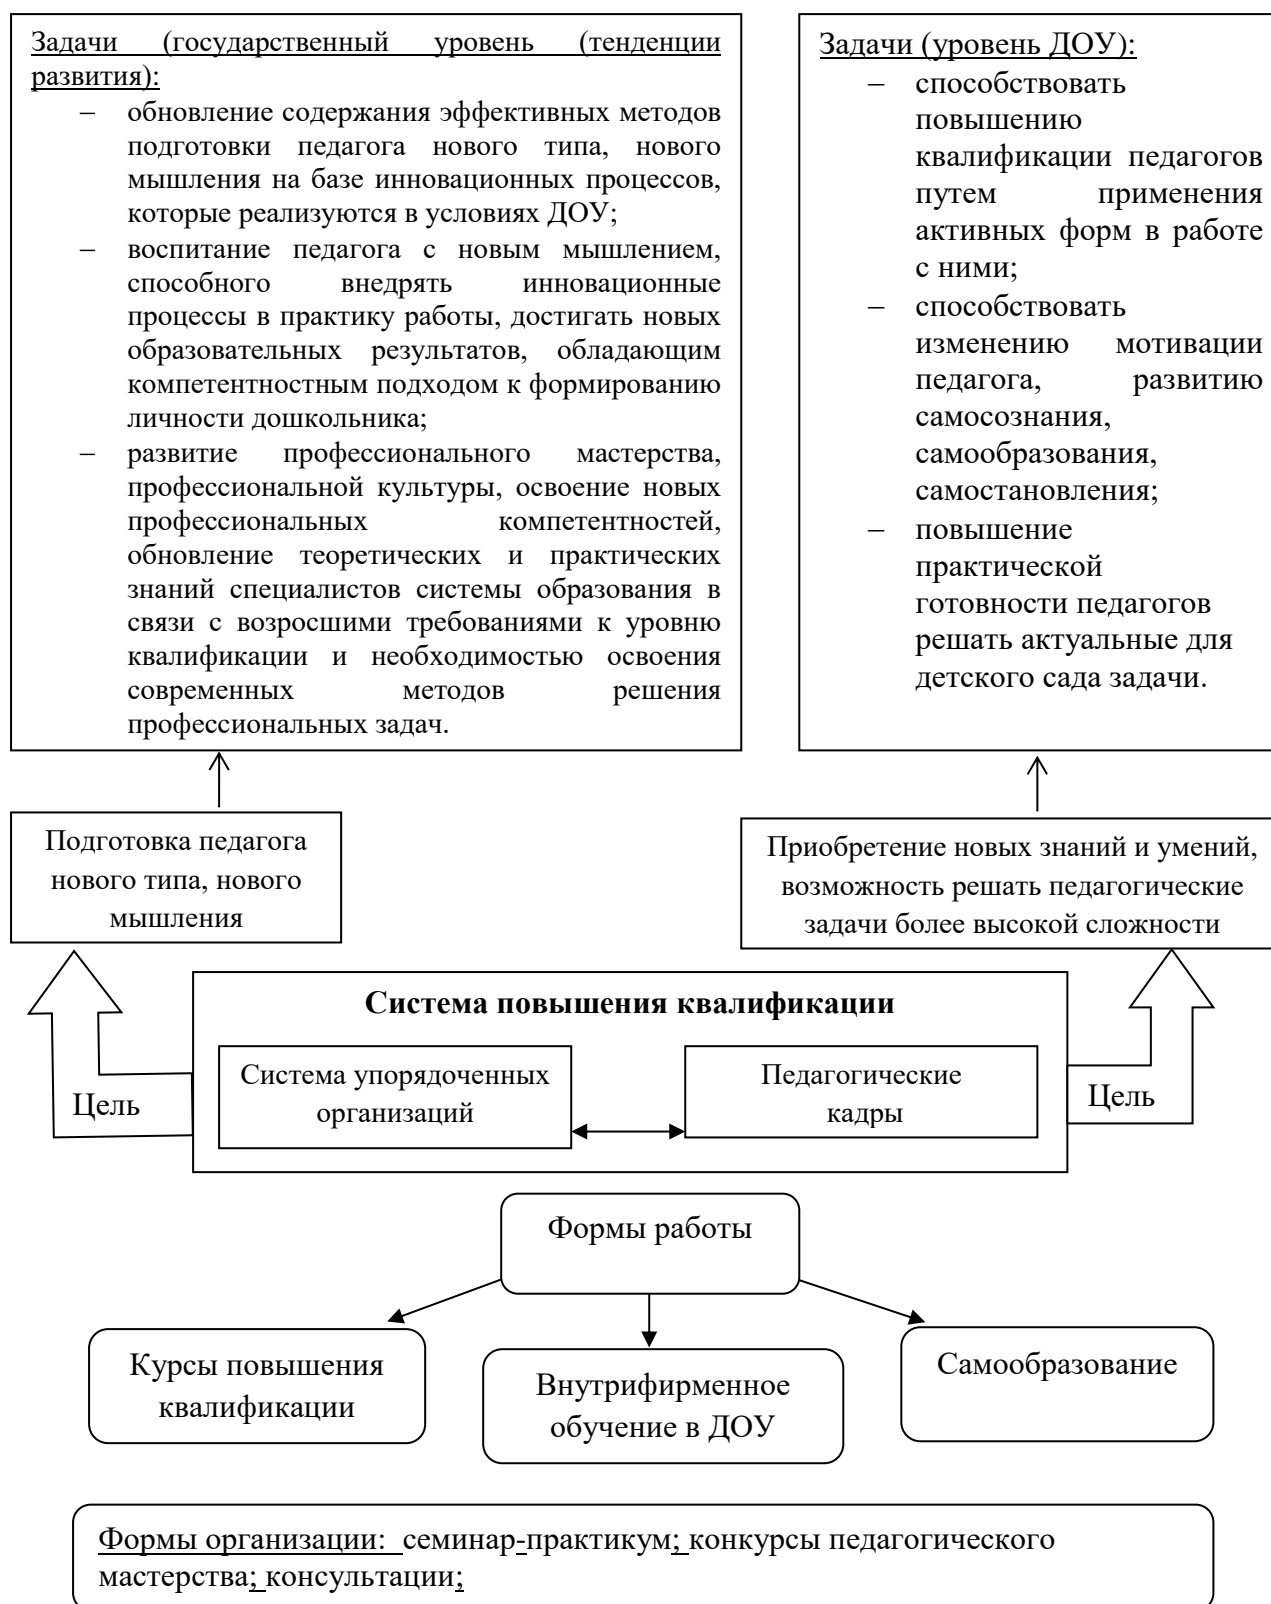 Задачи (государственный уровень (тенденции
развития):
– обновление содержания эффективных методов
подготовки педагога нового типа, нового
мышления на базе инновационных процессов,
которые реализуются в условиях ДОУ;
– воспитание педагога с новым мышлением,
способного внедрять инновационные
процессы в практику работы, достигать новых
образовательных результатов, обладающим
компетентностным подходом к формированию
личности дошкольника;
– развитие профессионального мастерства,
профессиональной культуры, освоение новых
профессиональных компетентностей,
обновление теоретических и практических
знаний специалистов системы образования в
связи с возросшими требованиями к уровню
квалификации и необходимостью освоения
современных методов решения
профессиональных задач.
Задачи (уровень ДОУ):
– способствовать
повышению
квалификации педагогов
путем применения
активных форм в работе
с ними;
– способствовать
изменению мотивации
педагога, развитию
самосознания,
самообразования,
самостановления;
– повышение
практической
готовности педагогов
решать актуальные для
детского сада задачи.
Подготовка педагога
нового типа, нового
мышления
Приобретение новых знаний и умений,
возможность решать педагогические
задачи более высокой сложности
Цель
Система повышения квалификации
Система упорядоченных
организаций
Педагогические
кадры
Цель
Формы работы
Курсы повышения
квалификации
Внутрифирменное
обучение в ДОУ
Самообразование
Формы организации: семинар-практикум; конкурсы педагогического
мастерства; консультации;